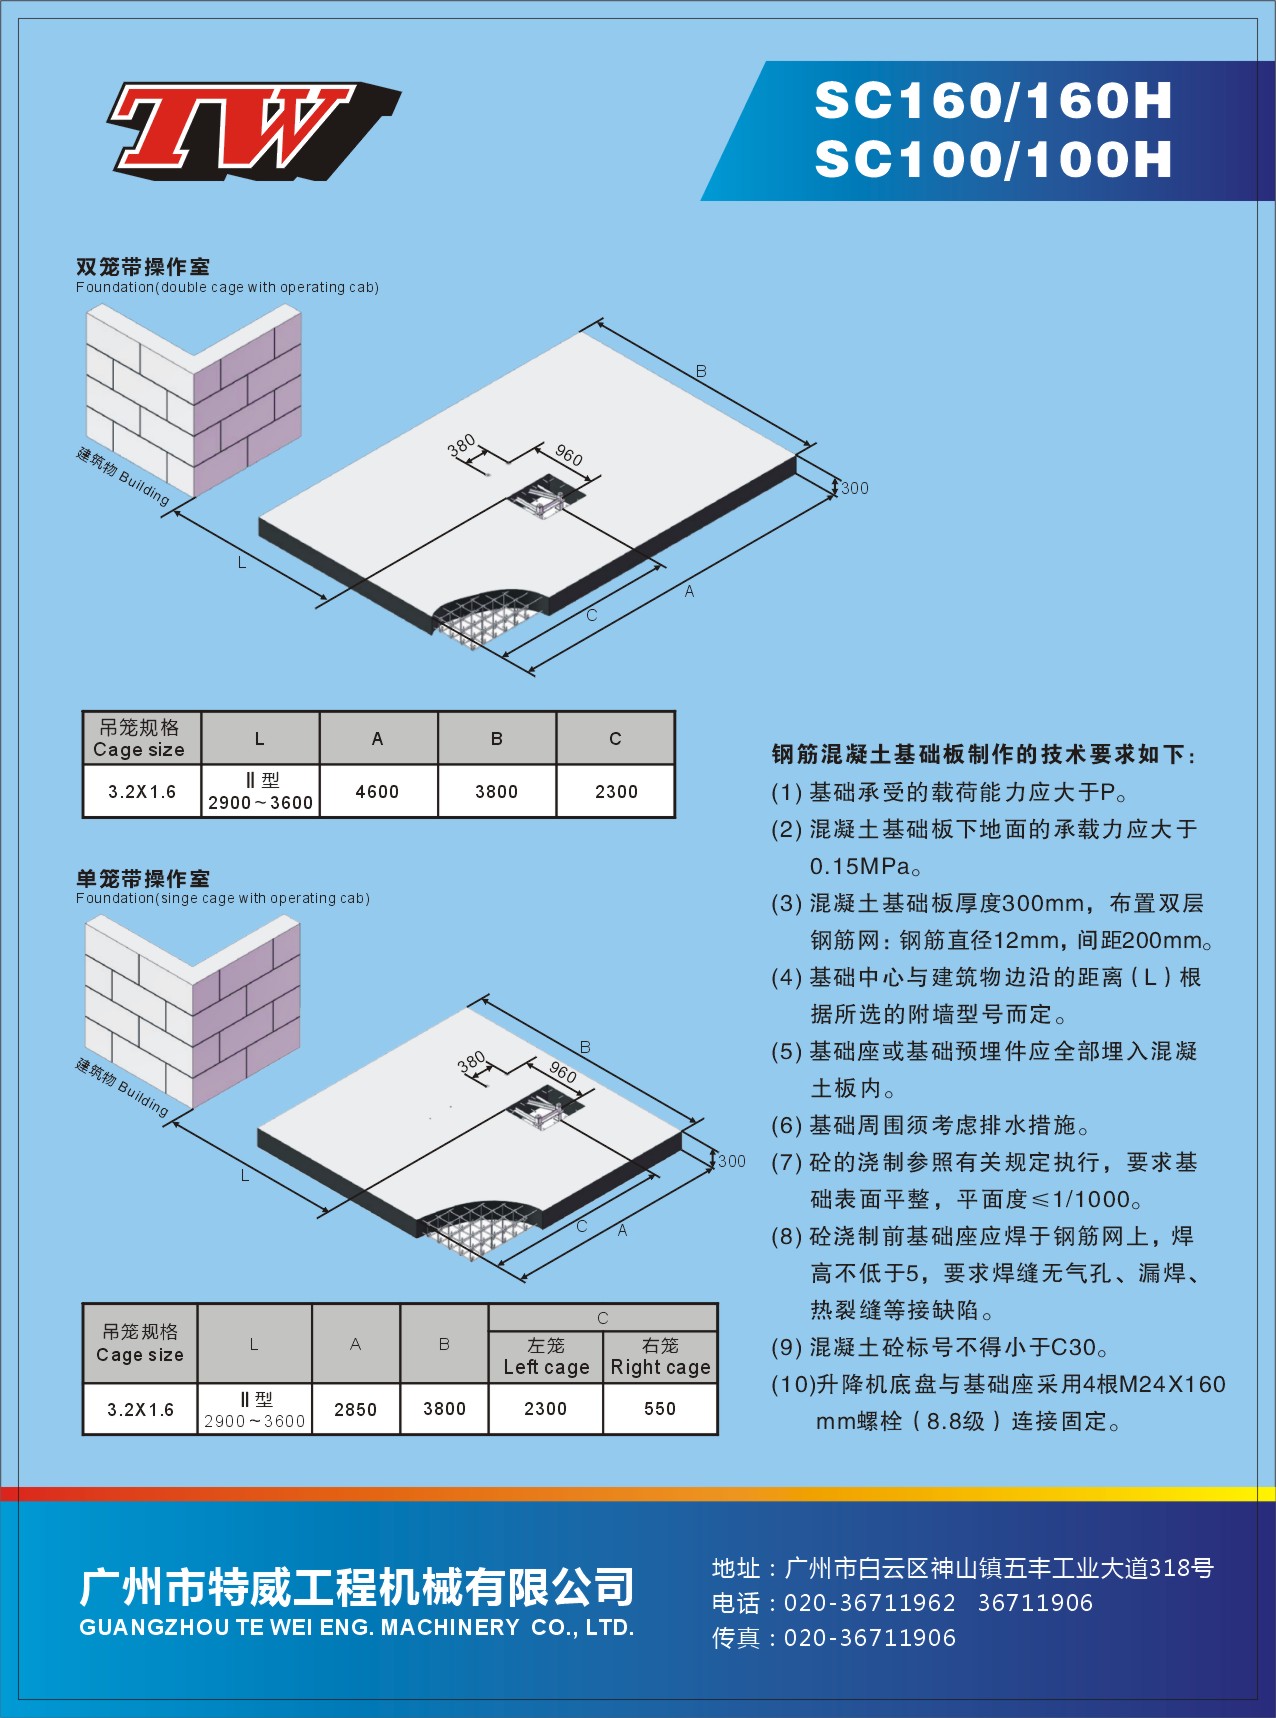 TW
SC160/160H
SC100/100H
双笼带操作室
Foundation(double cage with operating cab)
建筑物 Building
B
380
960
300
L
A
C
吊笼规格
Cage size
L
A
B
C
3.2X1.6
Ⅱ 型
2900～3600
4600
3800
2300
单笼带操作室
Foundation(singe cage with operating cab)
建筑物 Building
B
380
960
300
L
C
A
吊笼规格
Cage size
L
A
B
C
左笼
Left cage
右笼
Right cage
3.2X1.6
Ⅱ 型
2900～3600
2850
3800
2300
550
钢筋混凝土基础板制作的技术要求如下：
(1) 基础承受的载荷能力应大于P。
(2) 混凝土基础板下地面的承载力应大于
0.15MPa。
(3) 混凝土基础板厚度300mm，布置双层
钢筋网：钢筋直径12mm，间距200mm。
(4) 基础中心与建筑物边沿的距离（L）根
据所选的附墙型号而定。
(5) 基础座或基础预埋件应全部埋入混凝
土板内。
(6) 基础周围须考虑排水措施。
(7) 砼的浇制参照有关规定执行，要求基
础表面平整，平面度≤1/1000。
(8) 砼浇制前基础座应焊于钢筋网上，焊
高不低于5，要求焊缝无气孔、漏焊、
热裂缝等接缺陷。
(9) 混凝土砼标号不得小于C30。
(10)升降机底盘与基础座采用4根M24X160
mm螺栓（8.8级）连接固定。
广州市特威工程机械有限公司
GUANGZHOU TE WEI ENG. MACHINERY CO., LTD.
地址：广州市白云区神山镇五丰工业大道318号
电话：020-36711962 36711906
传真：020-36711906